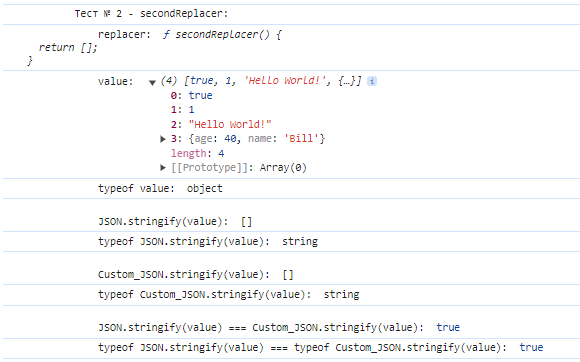 Тест № 2 - secondReplacer:
replacer: ƒ secondReplacer() {
return [];
}
value: ▼ (4) [true, 1, 'Hello World!', {…}] i
0: true
1: 1
2: "Hello World!"
▶ 3: {age: 40, name: 'Bill'}
length: 4
▶ [[Prototype]]: Array(0)
typeof value: object
JSON.stringify(value): []
typeof JSON.stringify(value): string
Custom_JSON.stringify(value): []
typeof Custom_JSON.stringify(value): string
JSON.stringify(value) === Custom_JSON.stringify(value): true
typeof JSON.stringify(value) === typeof Custom_JSON.stringify(value): true